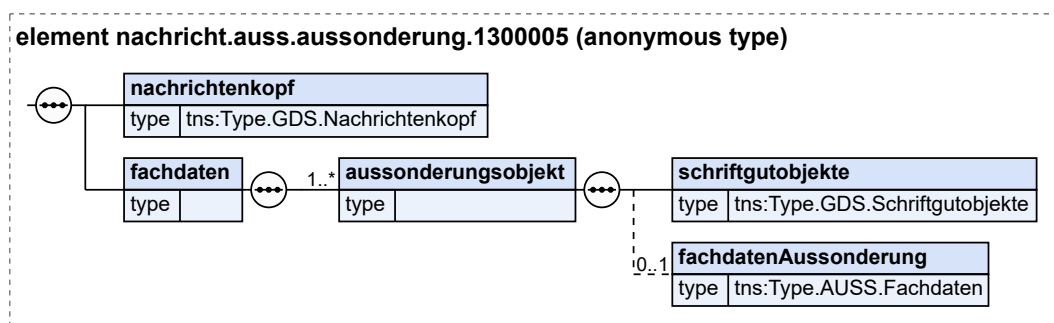 element nachricht.auss.aussonderung.1300005 (anonymous type)
nachrichtenkopf
type tns:Type.GDS.Nachrichtenkopf
fachdaten
type
1..*
aussonderungsobjekt
type
schriftgutobjekte
type tns:Type.GDS.Schriftgutobjekte
0..1
fachdatenAussonderung
type tns:Type.AUSS.Fachdaten